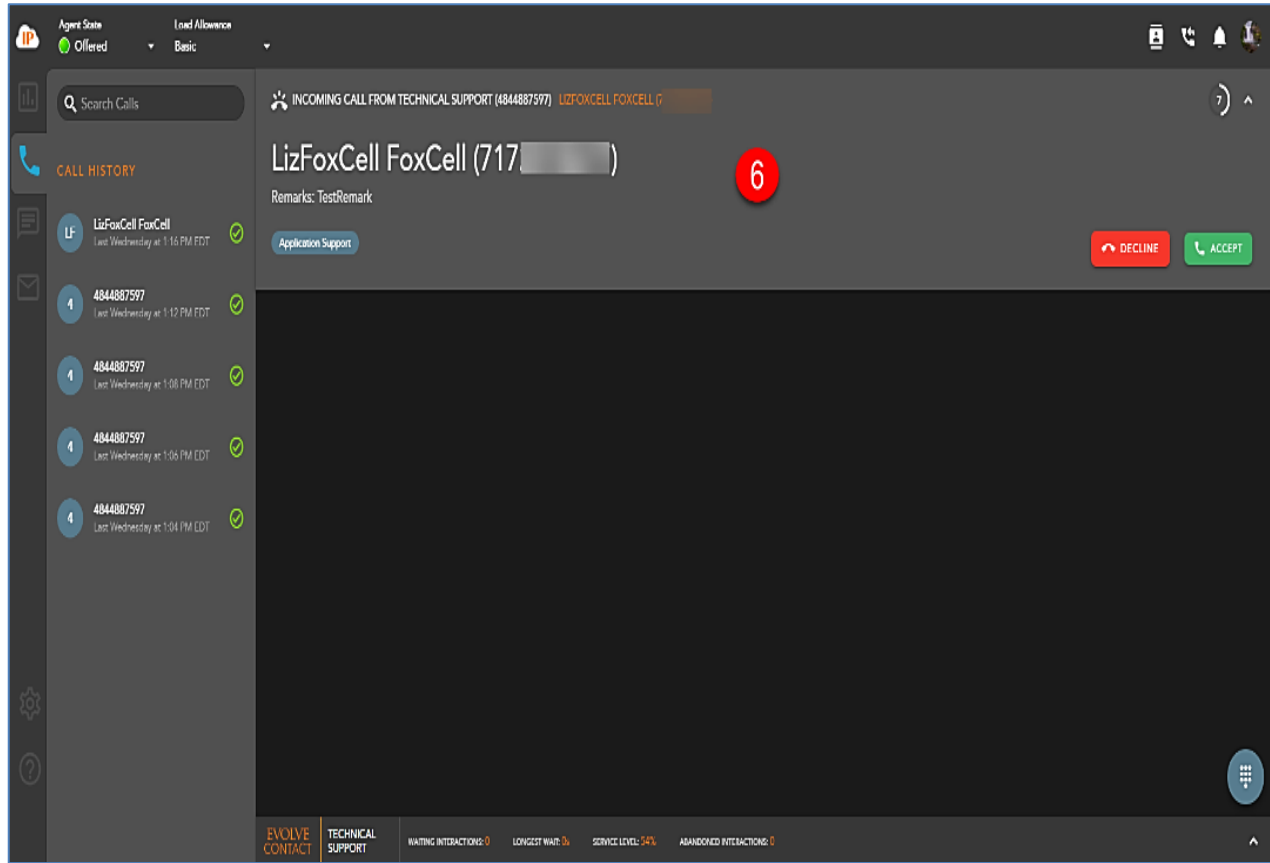 IP
Agent State
Load Allowance
Offered
Basic
Search Calls
CALL HISTORY
LF
LizFoxCell FoxCell
Last Wednesday at 1:16 PM EDT
4
4844887597
Last Wednesday at 1:12 PM EDT
4
4844887597
Last Wednesday at 1:08 PM EDT
4
4844887597
Last Wednesday at 1:06 PM EDT
4
4844887597
Last Wednesday at 1:04 PM EDT
INCOMING CALL FROM TECHNICAL SUPPORT (4844887597) LIZFOXCELL FOXCELL (7
7
LizFoxCell FoxCell (717 )
6
Remarks: TestRemark
Application Support
DECLINE
ACCEPT
EVOLVE
CONTACT
TECHNICAL
SUPPORT
WAITING INTERACTIONS: 0 LONGEST WAIT: 0s SERVICE LEVEL: 54% ABANDONED INTERACTIONS: 0